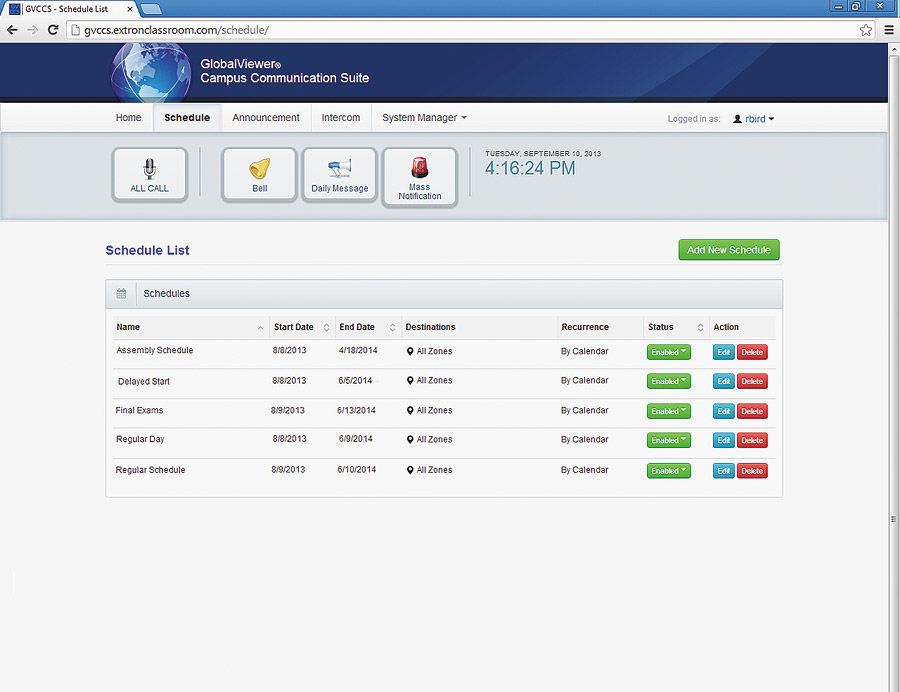 GVCCS - Schedule List
gvccs.extronclassroom.com/schedule/
GlobalViewer®
Campus Communication Suite
Home Schedule Announcement Intercom System Manager Logged in as: rbird
ALL CALL
Bell
Daily Message
Mass
Notification
TUESDAY, SEPTEMBER 10, 2013
4:16:24 PM
Schedule List
Add New Schedule
Schedules
Name Start Date End Date Destinations Recurrence Status Action
Assembly Schedule 8/8/2013 4/18/2014 All Zones By Calendar Enabled Edit Delete
Delayed Start 8/8/2013 6/5/2014 All Zones By Calendar Enabled Edit Delete
Final Exams 8/9/2013 6/13/2014 All Zones By Calendar Enabled Edit Delete
Regular Day 8/8/2013 6/9/2014 All Zones By Calendar Enabled Edit Delete
Regular Schedule 8/9/2013 6/10/2014 All Zones By Calendar Enabled Edit Delete